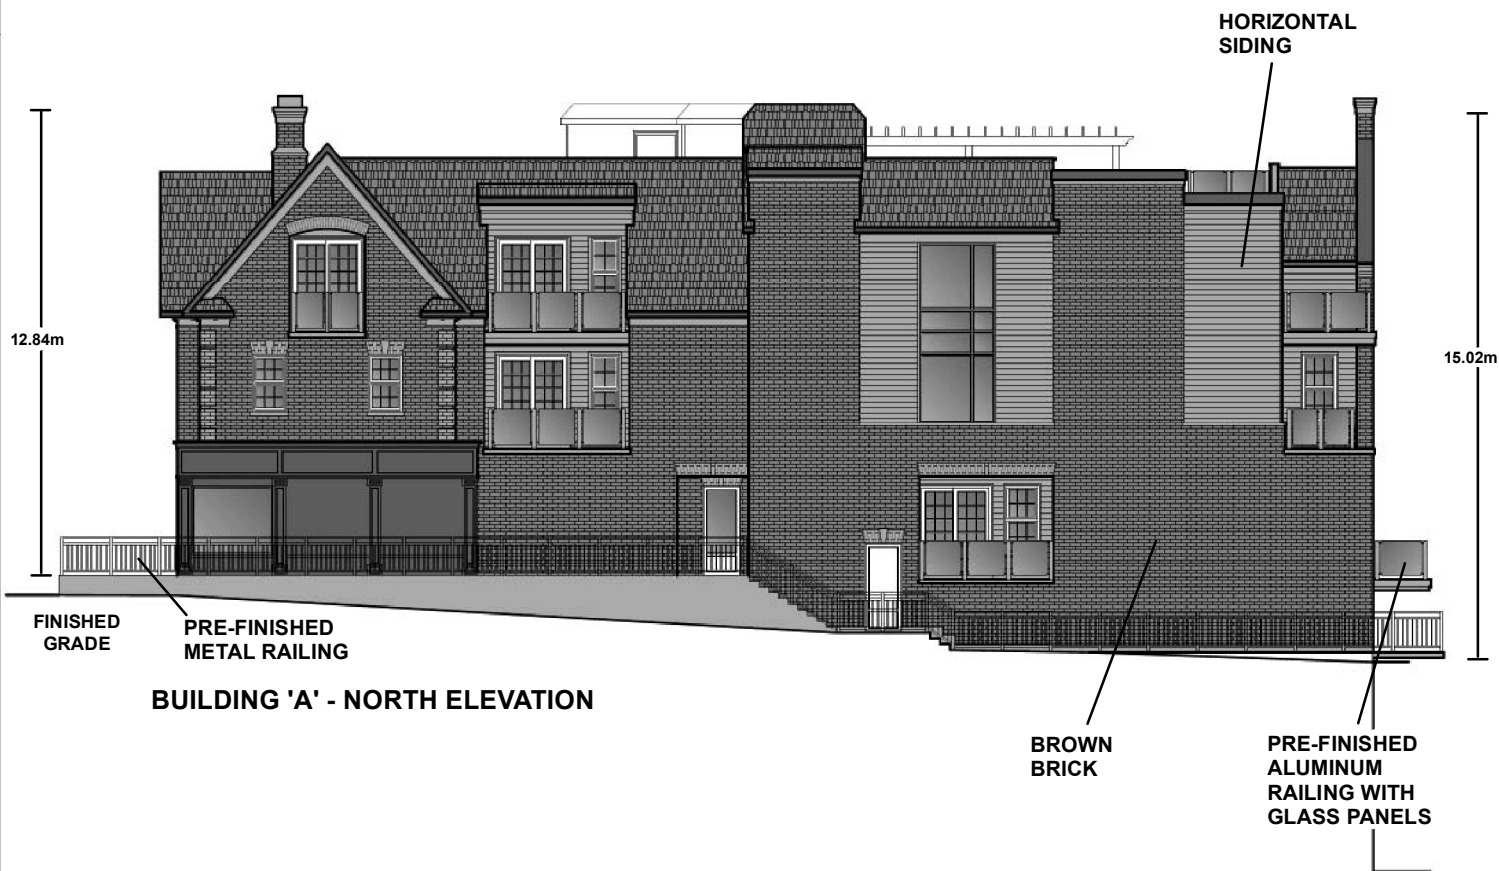 HORIZONTAL
SIDING
12.84m
15.02m
FINISHED
GRADE
PRE-FINISHED
METAL RAILING
BUILDING 'A' - NORTH ELEVATION
BROWN
BRICK
PRE-FINISHED
ALUMINUM
RAILING WITH
GLASS PANELS